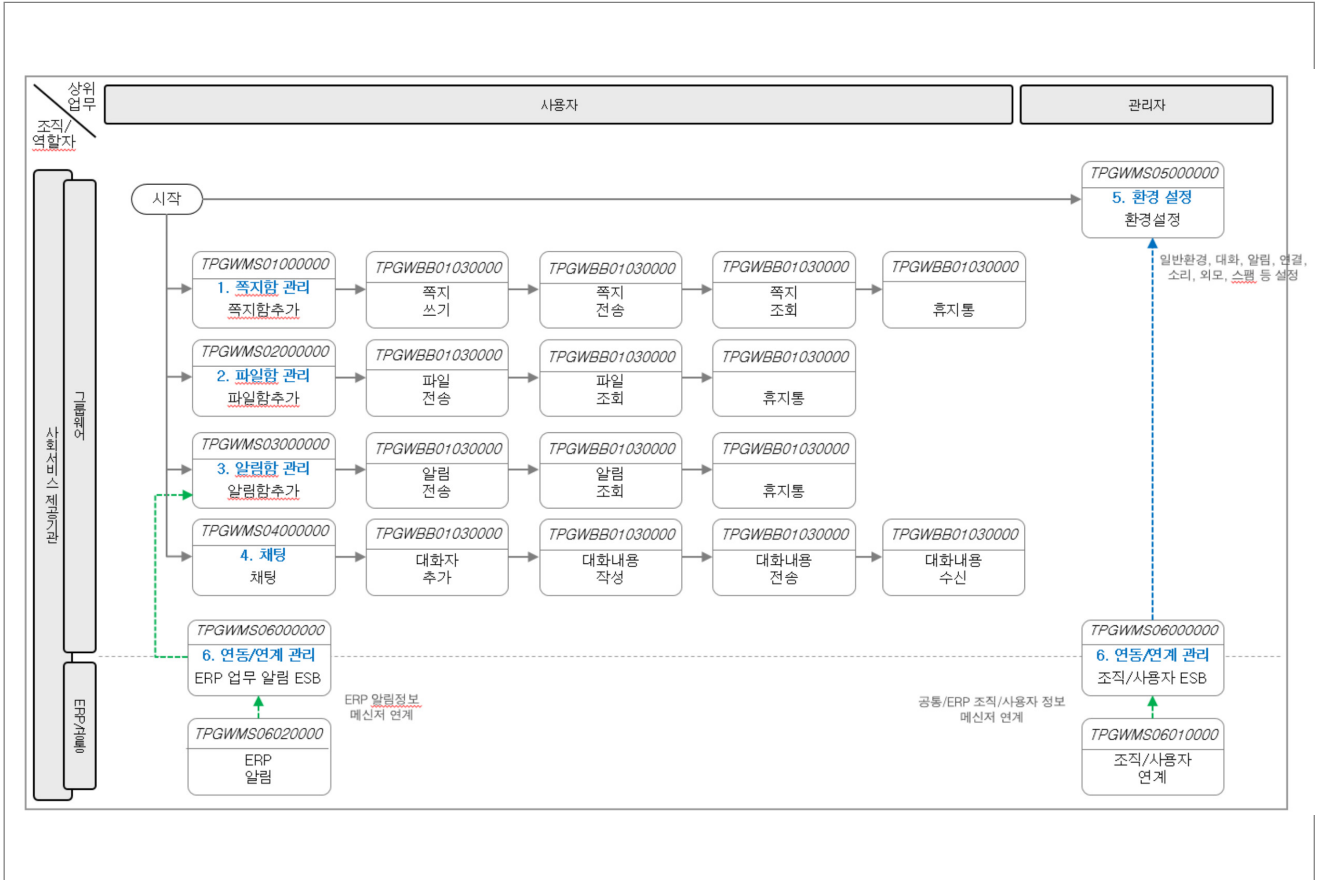 상위
업무
조직/
역할자
사용자
관리자
사회서비스 제공기관
그룹웨어
ERP/공통
시작
TPGWMS05000000
5. 환경 설정
환경설정
일반환경, 대화, 알림, 연결,
소리, 외모, 스팸 등 설정
TPGWMS01000000
1. 쪽지함 관리
쪽지함추가
TPGWBB01030000
쪽지
쓰기
TPGWBB01030000
쪽지
전송
TPGWBB01030000
쪽지
조회
TPGWBB01030000
휴지통
TPGWMS02000000
2. 파일함 관리
파일함추가
TPGWBB01030000
파일
전송
TPGWBB01030000
파일
조회
TPGWBB01030000
휴지통
TPGWMS03000000
3. 알림함 관리
알림함추가
TPGWBB01030000
알림
전송
TPGWBB01030000
알림
조회
TPGWBB01030000
휴지통
TPGWMS04000000
4. 채팅
채팅
TPGWBB01030000
대화자
추가
TPGWBB01030000
대화내용
작성
TPGWBB01030000
대화내용
전송
TPGWBB01030000
대화내용
수신
TPGWMS06000000
6. 연동/연계 관리
ERP 업무 알림 ESB
TPGWMS06000000
6. 연동/연계 관리
조직/사용자 ESB
ERP 알림정보
메신저 연계
공통/ERP 조직/사용자 정보
메신저 연계
TPGWMS06020000
ERP
알림
TPGWMS06010000
조직/사용자
연계